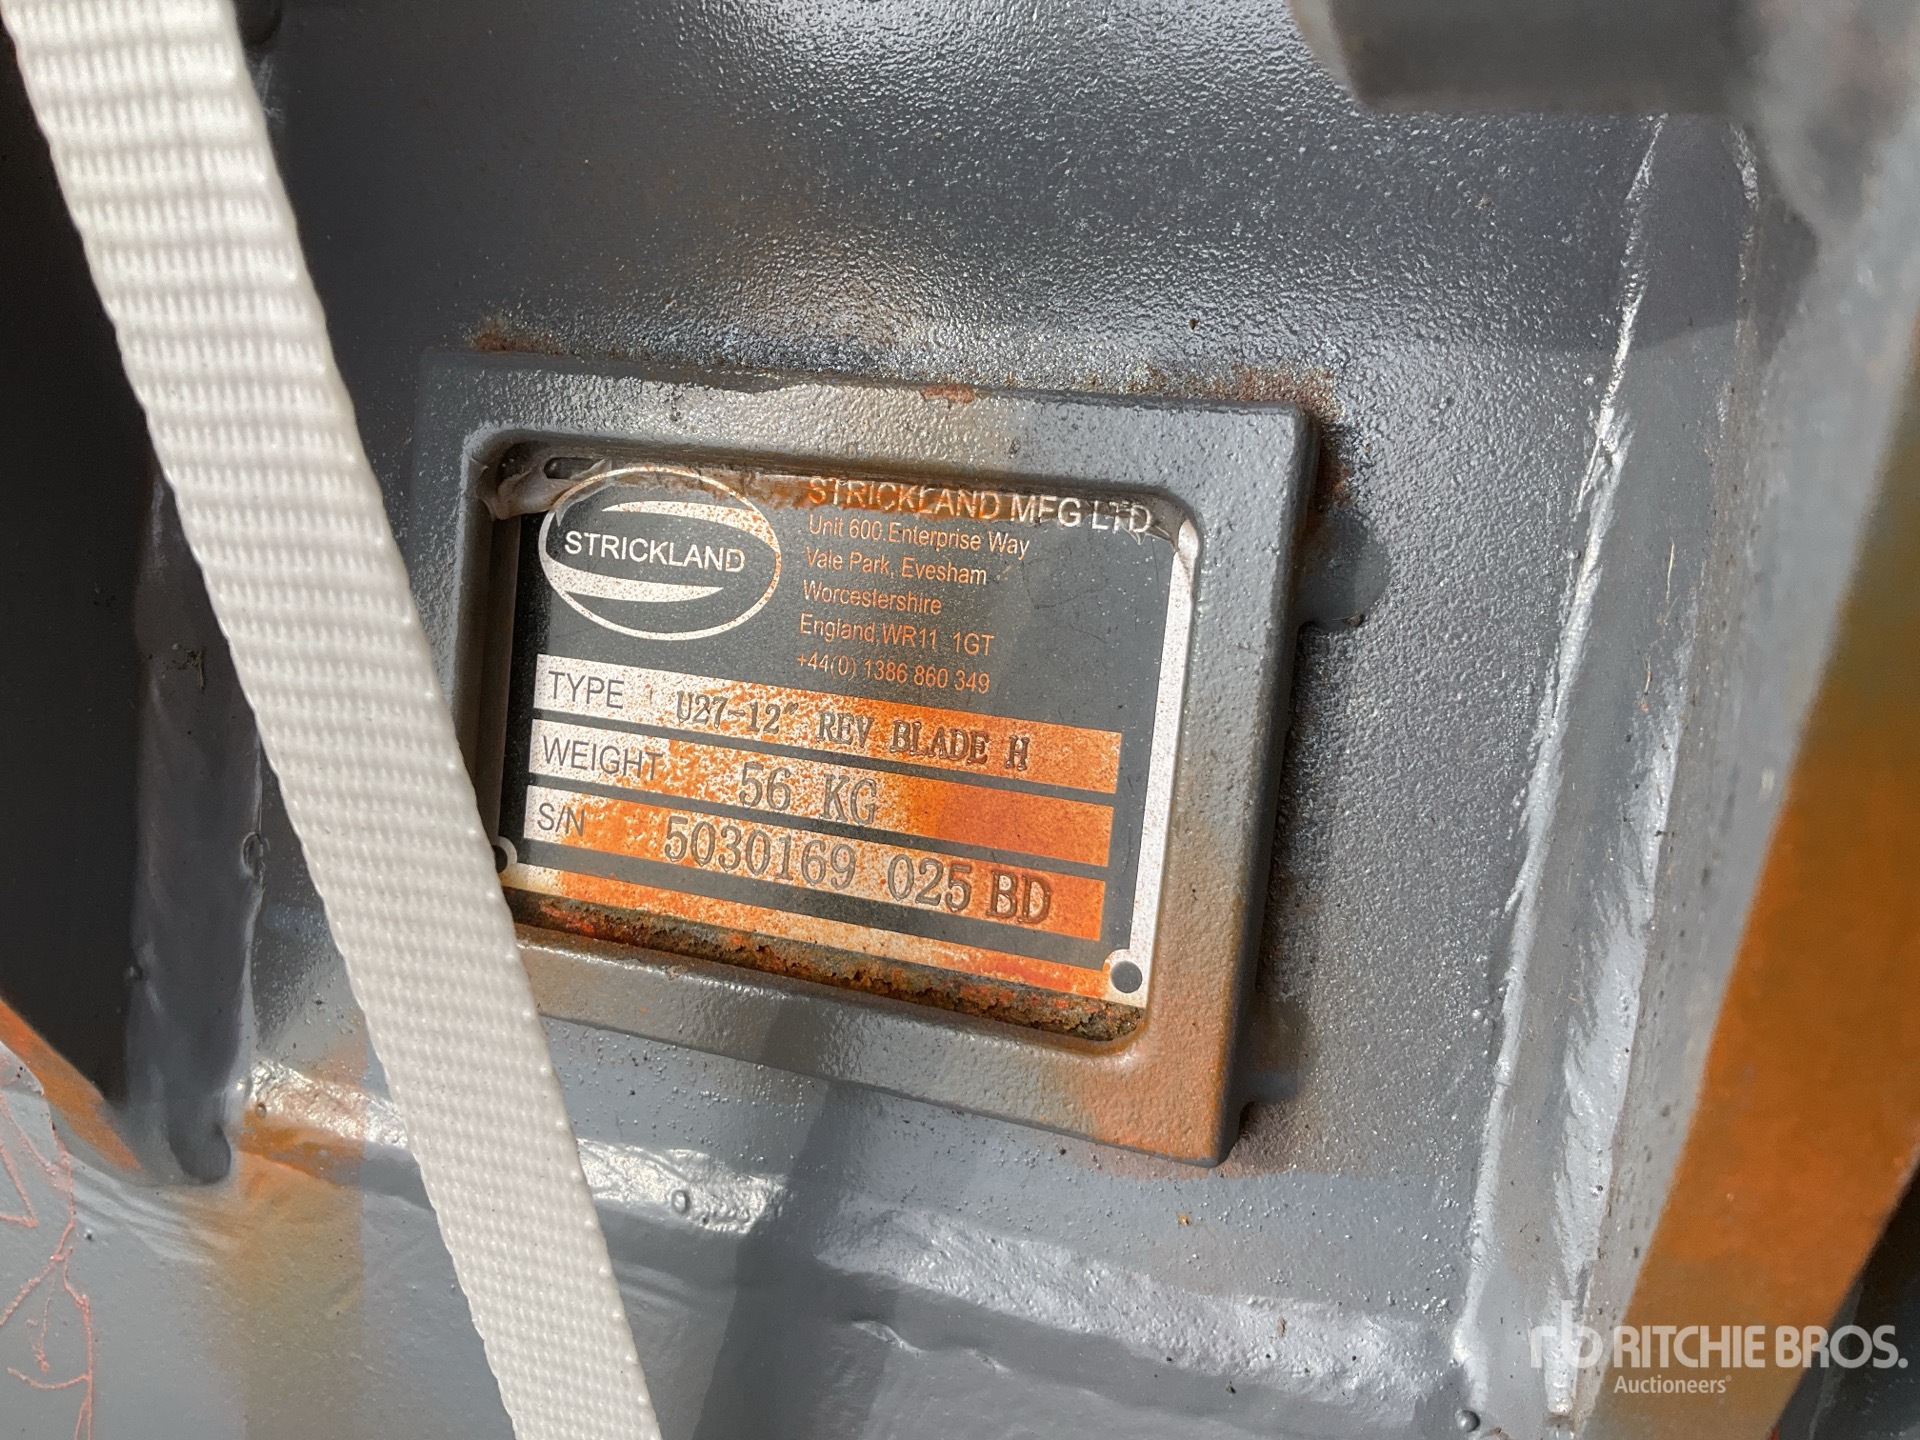 STRICKLAND
STRICKLAND MFG LTD
Unit 600 Enterprise Way
Vale Park, Evesham
Worcestershire
England, WR11 1GT
+44(0) 1386 860 349
TYPE U27-12" REV BLADE H
WEIGHT 56 KG
S/N 5030169 025 BD
rb RITCHIE BROS.
Auctioneers